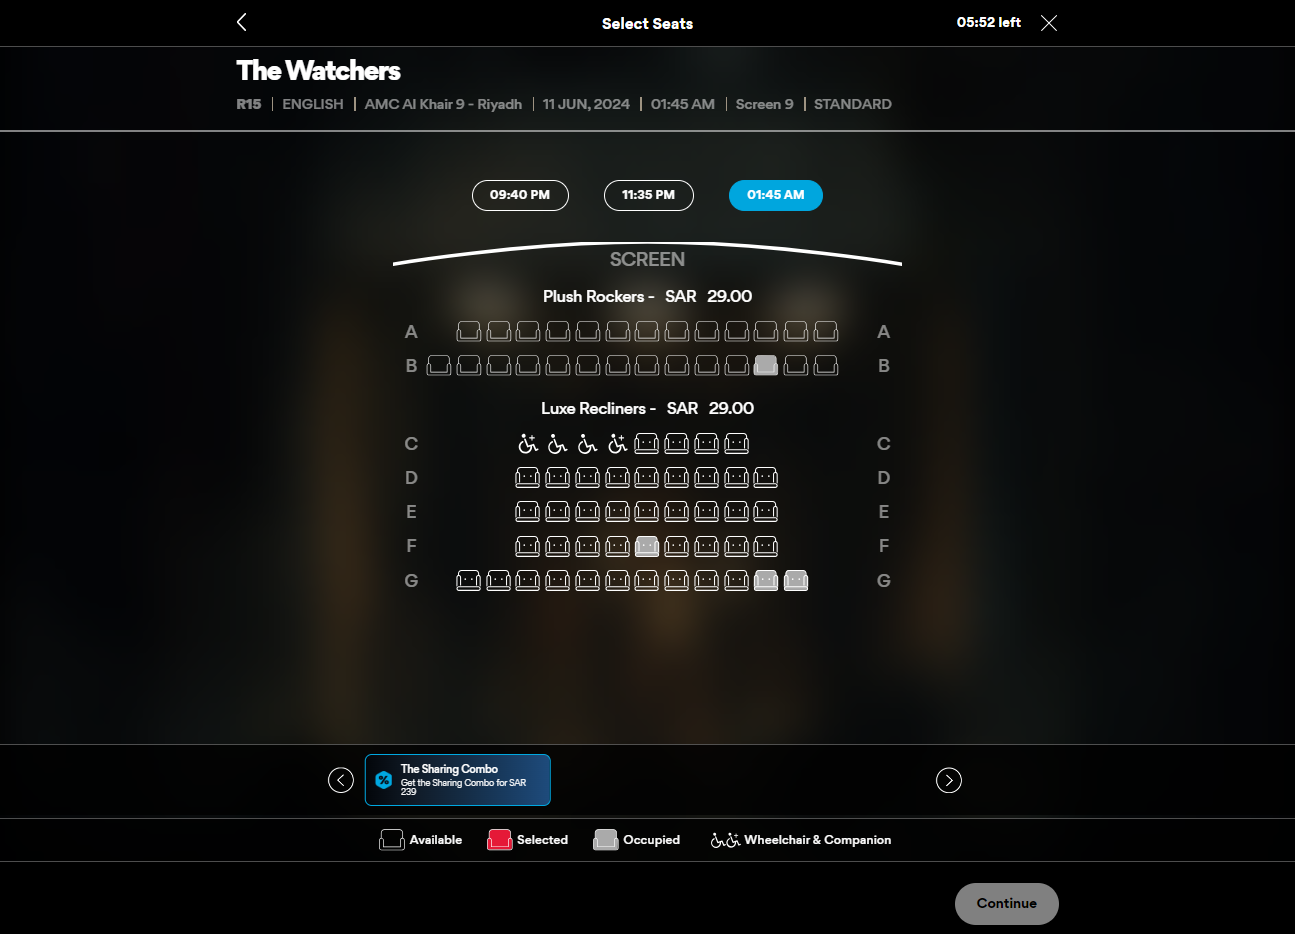 Select Seats
05:52 left
The Watchers
R15 | ENGLISH | AMC Al Khair 9 - Riyadh | 11 JUN, 2024 | 01:45 AM | Screen 9 | STANDARD
09:40 PM
11:35 PM
01:45 AM
SCREEN
Plush Rockers - SAR 29.00
A A
B B
Luxe Recliners - SAR 29.00
C C
D D
E E
F F
G G
The Sharing Combo
Get the Sharing Combo for SAR
239
Available
Selected
Occupied
Wheelchair & Companion
Continue